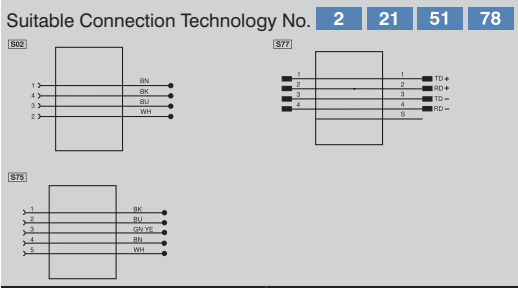 Suitable Connection Technology No. 2 21 51 78
S02
1 BN
4 BK
3 BU
2 WH
S77
1 1 TD +
2 2 RD +
3 3 TD –
4 4 RD –
S
S75
1 BK
2 BU
3 GN YE
4 BN
5 WH